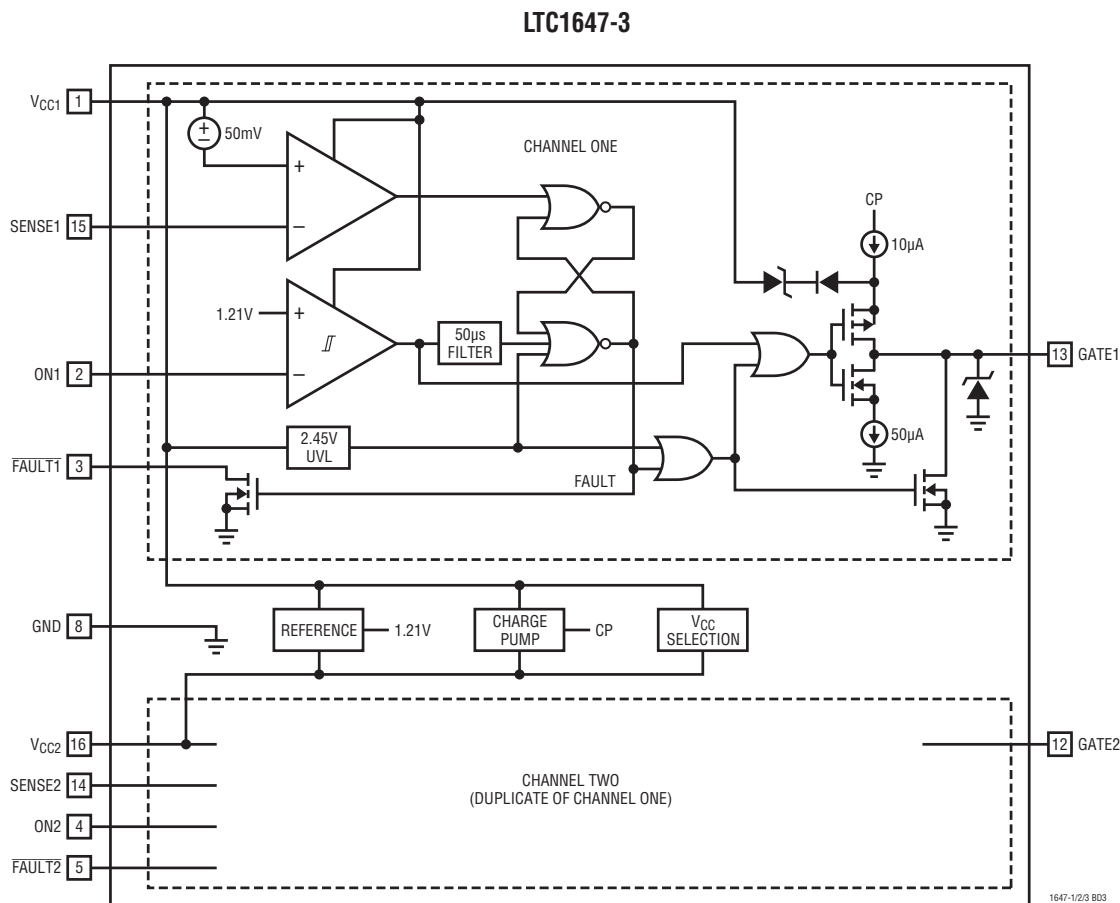 LTC1647-3
VCC1 1
50mV
+
−
+
−
CHANNEL ONE
SENSE1 15
CP
10µA
1.21V
+
−
50µs
FILTER
ON1 2
13 GATE1
2.45V
UVL
50µA
FAULT1 3
FAULT
GND 8
REFERENCE
1.21V
CHARGE
PUMP
CP
VCC
SELECTION
VCC2 16
12 GATE2
SENSE2 14
CHANNEL TWO
(DUPLICATE OF CHANNEL ONE)
ON2 4
FAULT2 5
1647-1/2/3 BD3